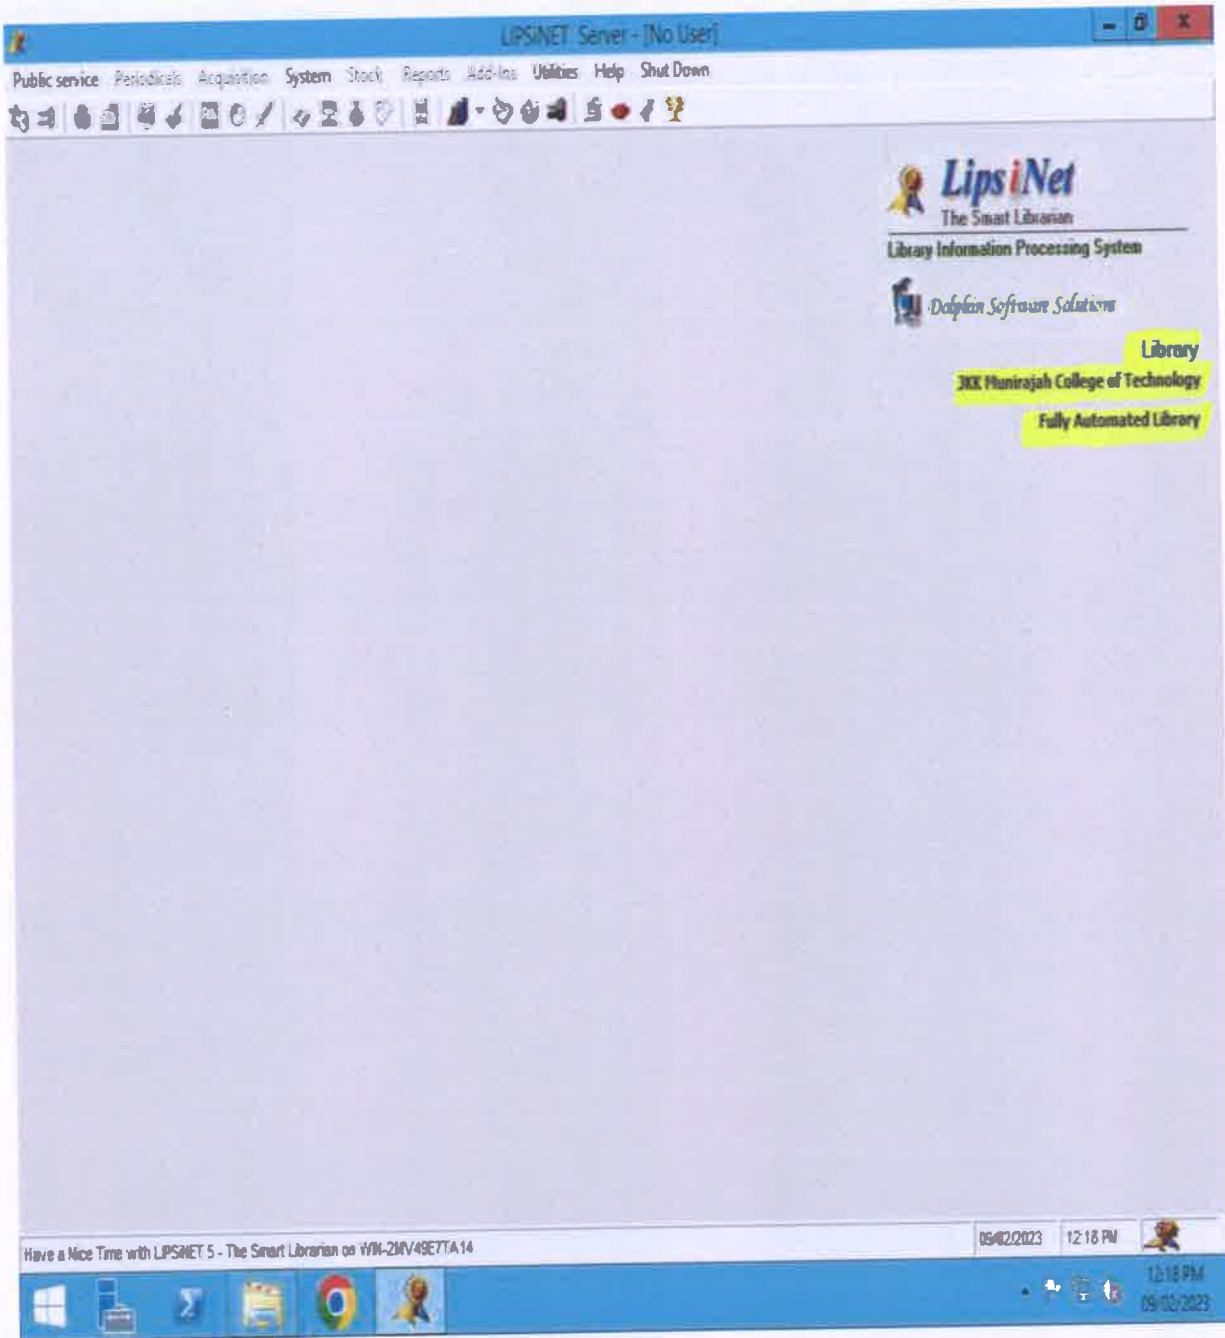 LIPSiNET Server - [No User]
Public service Periodicals Acquisition System Stock Reports Add-Ins Utilities Help Shut Down
LipsiNet
The Smart Librarian
Library Information Processing System
Dolphin Software Solutions
Library
JKK Munirajah College of Technology
Fully Automated Library
Have a Nice Time with LIPSiNET 5 - The Smart Librarian on WIN-2MV49E7TA14
09/02/2023 12:18 PM
12:18 PM
09/02/2023